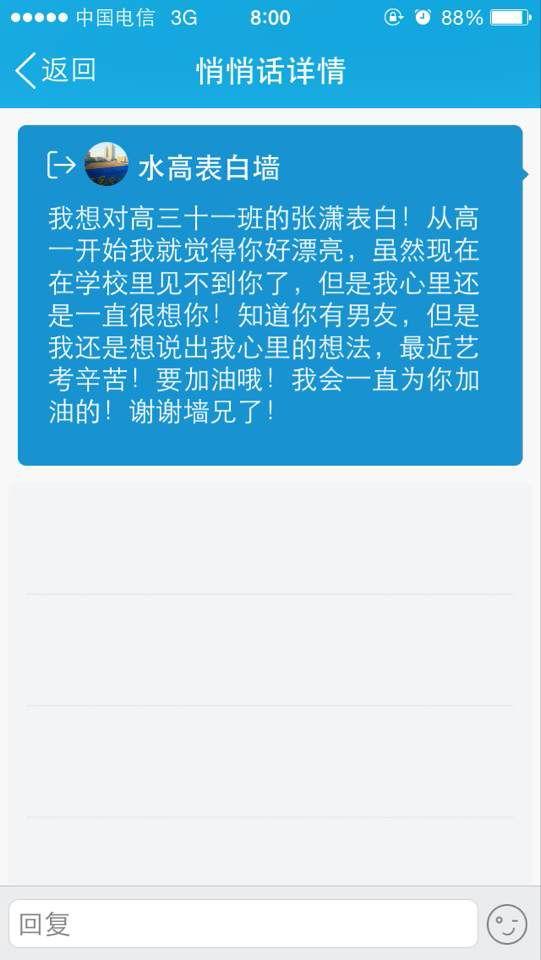 中国电信 3G 8:00 88%
返回 悄悄话详情
水高表白墙
我想对高三十一班的张潇表白！从高
一开始我就觉得你好漂亮，虽然现在
在学校里见不到你了，但是我心里还
是一直很想你！知道你有男友，但是
我还是想说出我心里的想法，最近艺
考辛苦！要加油哦！我会一直为你加
油的！谢谢墙兄了！
回复